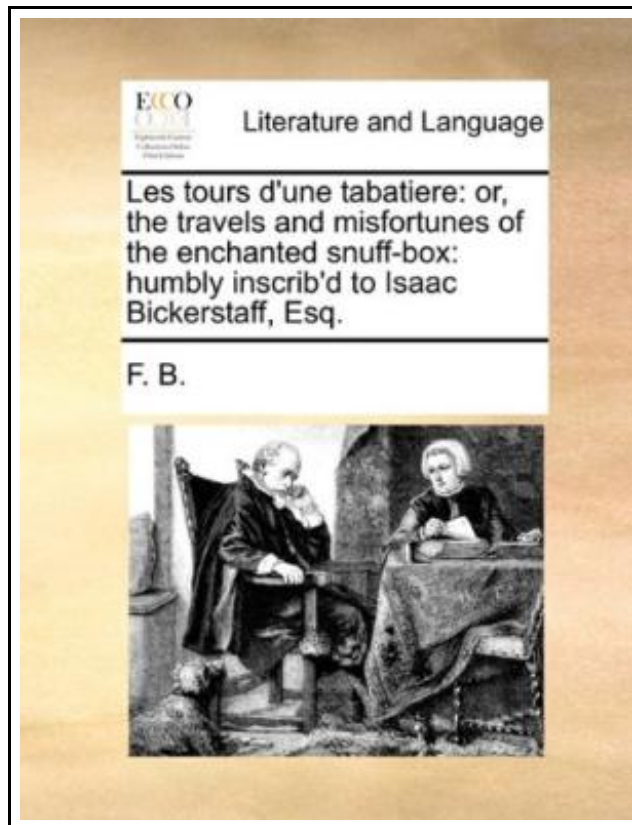 ECCO
Literature and Language
Les tours d'une tabatiere: or,
the travels and misfortunes of
the enchanted snuff-box:
humbly inscrib'd to Isaac
Bickerstaff, Esq.
F. B.